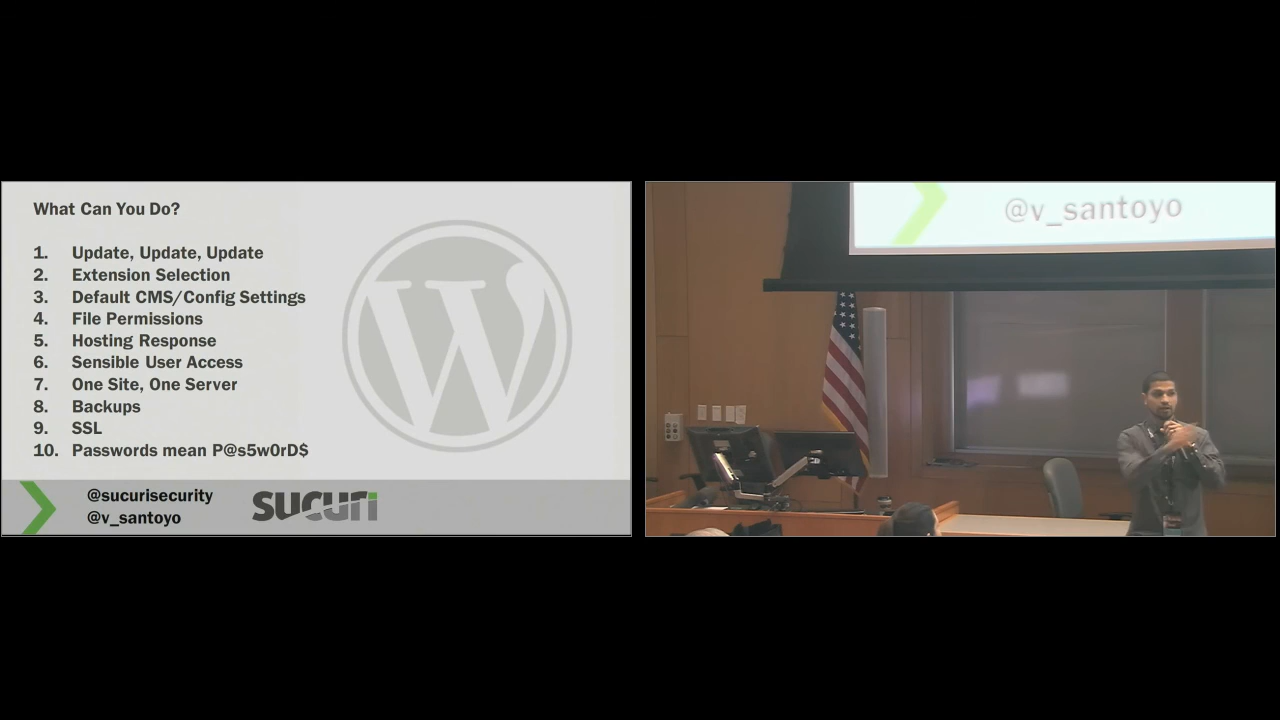 What Can You Do?
1. Update, Update, Update
2. Extension Selection
3. Default CMS/Config Settings
4. File Permissions
5. Hosting Response
6. Sensible User Access
7. One Site, One Server
8. Backups
9. SSL
10. Passwords mean P@s5w0rD$
@sucurisecurity
@v_santoyo
sucuri
@v_santoyo